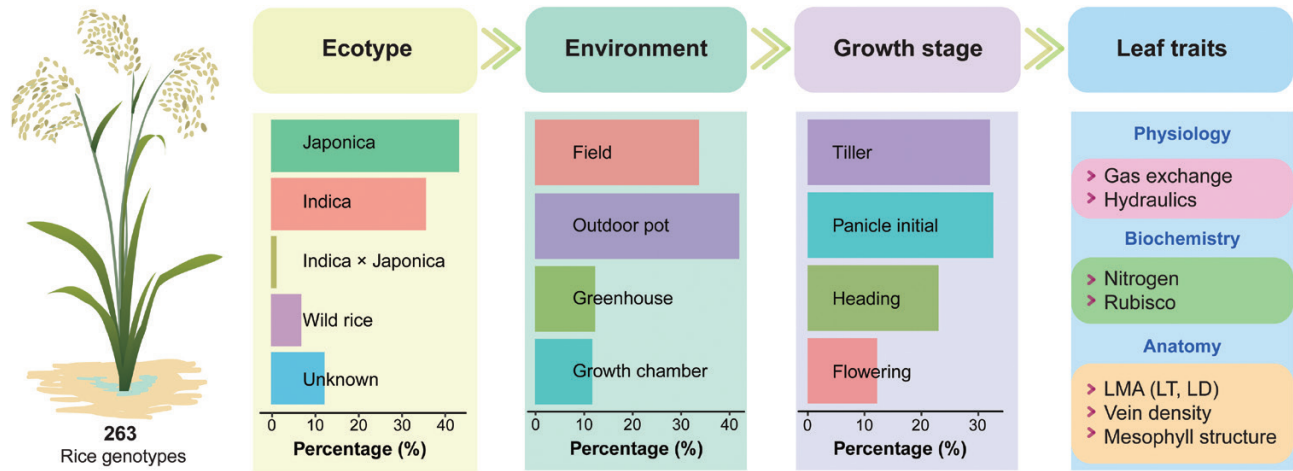 Ecotype
Environment
Growth stage
Leaf traits
263
Rice genotypes
Japonica
Indica
Indica × Japonica
Wild rice
Unknown
0 10 20 30 40
Percentage (%)
Field
Outdoor pot
Greenhouse
Growth chamber
0 10 20 30 40
Percentage (%)
Tiller
Panicle initial
Heading
Flowering
0 10 20 30
Percentage (%)
Physiology
Gas exchange
Hydraulics
Biochemistry
Nitrogen
Rubisco
Anatomy
LMA (LT, LD)
Vein density
Mesophyll structure